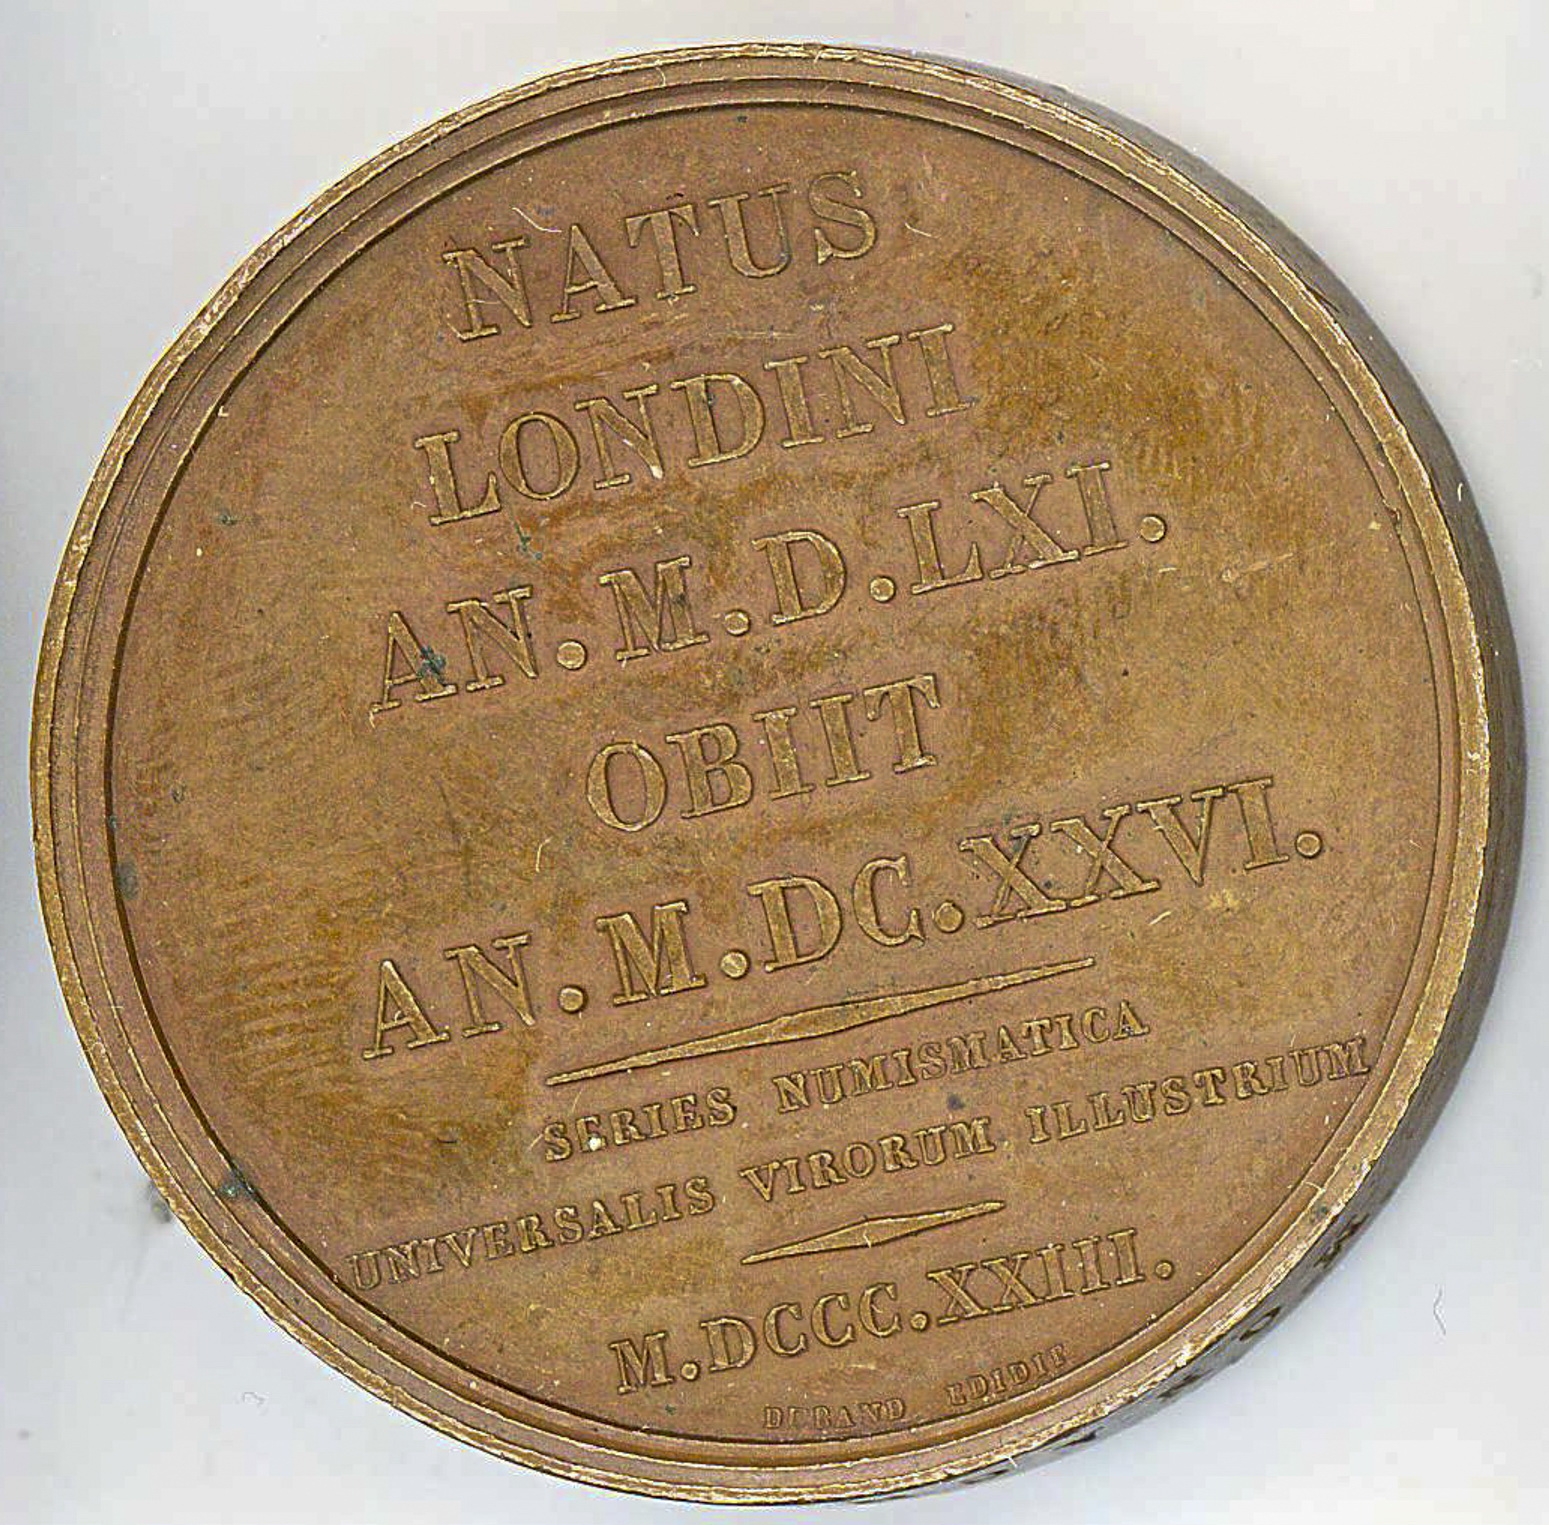 NATUS
LONDINI
AN. M. D. LXI.
OBIIT
AN. M. DC. XXVI.
SERIES NUMISMATICA
UNIVERSALIS VIRORUM ILLUSTRIUM
M. DCCC. XXIIII.
DURAND EDIDIT